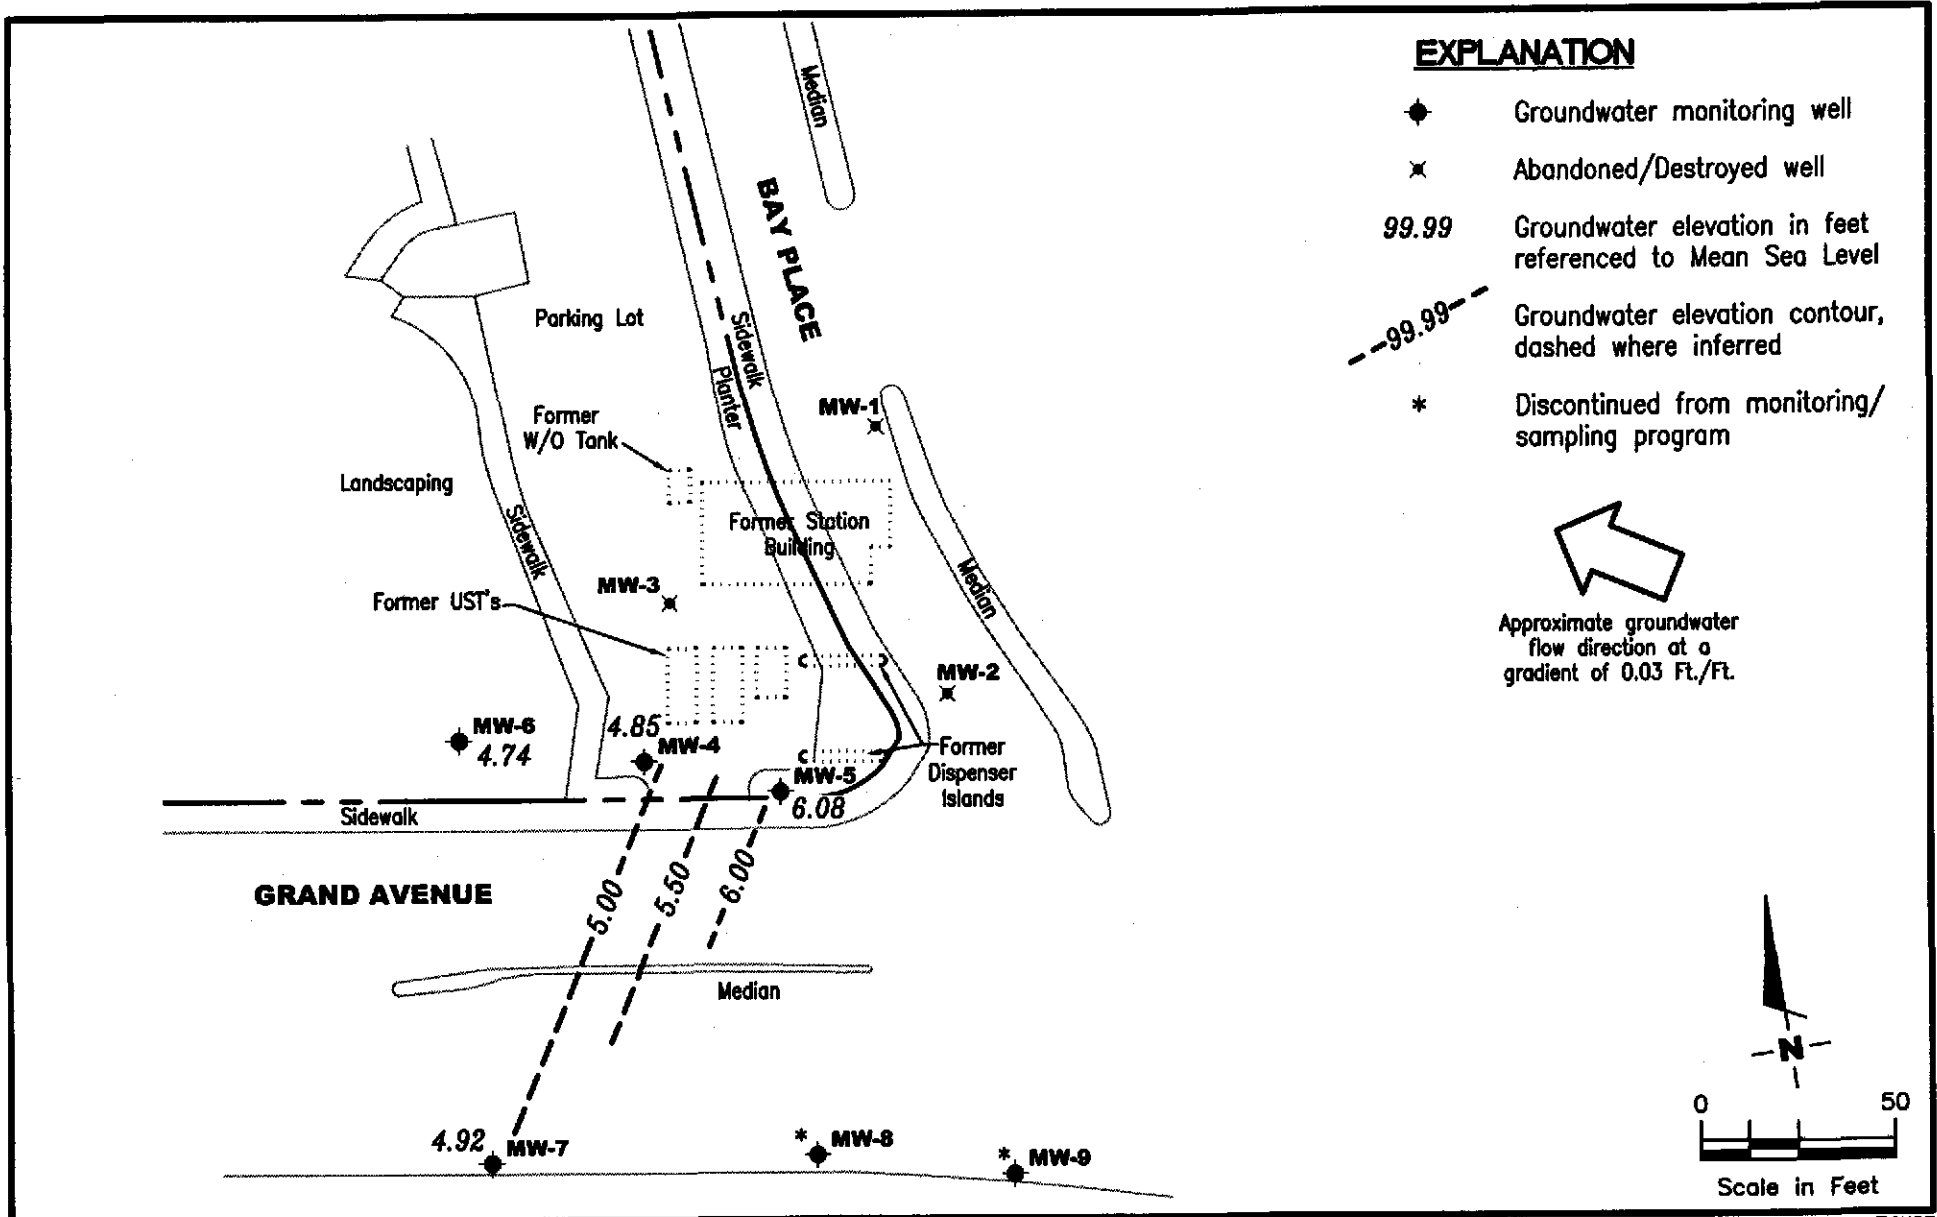 EXPLANATION
Groundwater monitoring well
Abandoned/Destroyed well
99.99
Groundwater elevation in feet
referenced to Mean Sea Level
99.99
Groundwater elevation contour,
dashed where inferred
*
Discontinued from monitoring/
sampling program
Approximate groundwater
flow direction at a
gradient of 0.03 Ft./Ft.
Median
BAY PLACE
Sidewalk
Planter
Parking Lot
MW-1
Former
W/O Tank
Landscaping
Sidewalk
Former Station
Building
Median
MW-3
Former UST's
MW-2
MW-6
4.74
4.85
MW-4
MW-5
6.08
Former
Dispenser
Islands
Sidewalk
GRAND AVENUE
5.00
5.50
6.00
Median
4.92
MW-7
* MW-8
* MW-9
N
0 50
Scale in Feet